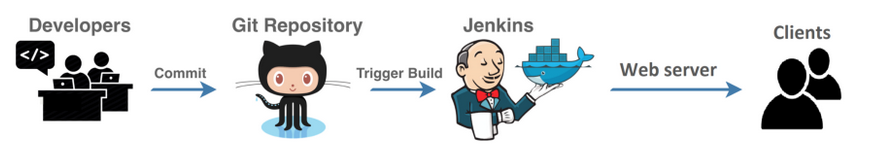 Developers
Git Repository
Jenkins
Clients
</>
Commit
Trigger Build
Web server